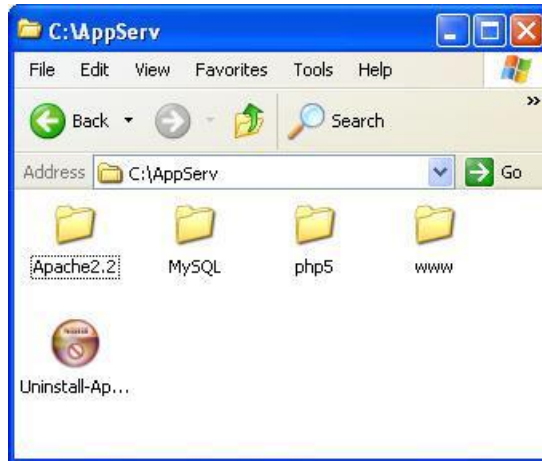 C:\AppServ
File Edit View Favorites Tools Help
Back Search
Address C:\AppServ Go
Apache2.2 MySQL php5 www
Uninstall-Ap...